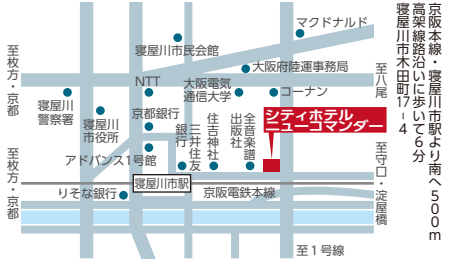 京阪本線・寝屋川市駅より南へ500m
高架線路沿いに歩いて6分
寝屋川市木田町17-4
マクドナルド
寝屋川市民会館
至枚方・京都
大阪府陸運事務局
至八尾
NTT
大阪電気
通信大学
コーナン
寝屋川
警察署
寝屋川
市役所
京都銀行
シティホテル
ニューコマンダー
全音楽譜
出版社
住吉神社
三井住友
銀行
アドバンス1号館
至枚方・京都
至守口・淀屋橋
寝屋川市駅
京阪電鉄本線
りそな銀行
至1号線